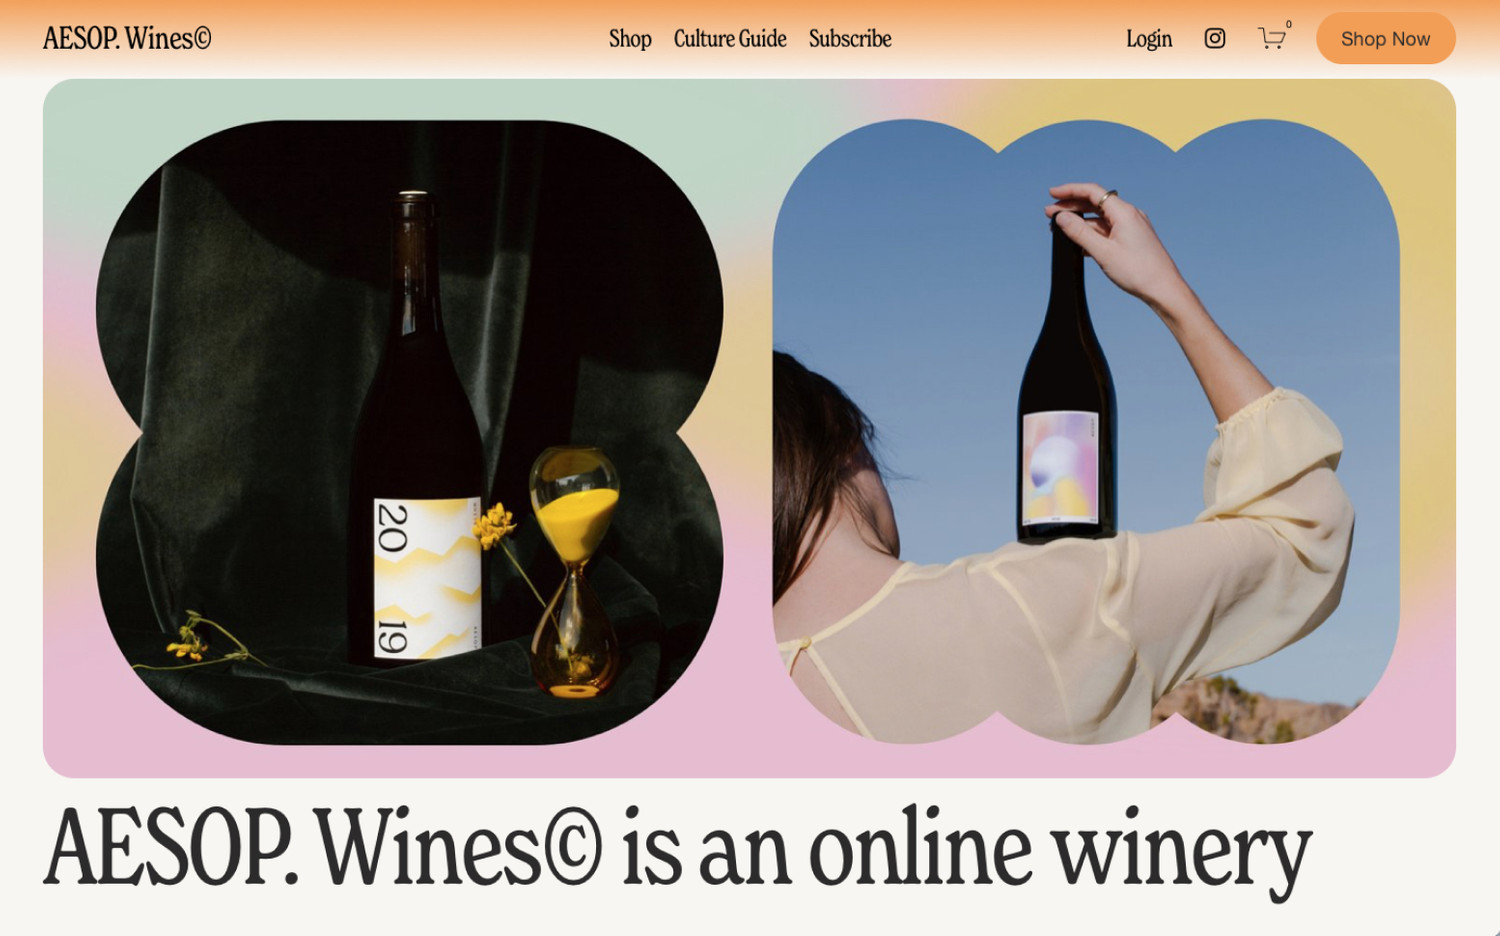 AESOP. Wines©
Shop
Culture Guide
Subscribe
Login
0
Shop Now
20
19
AESOP. Wines© is an online winery